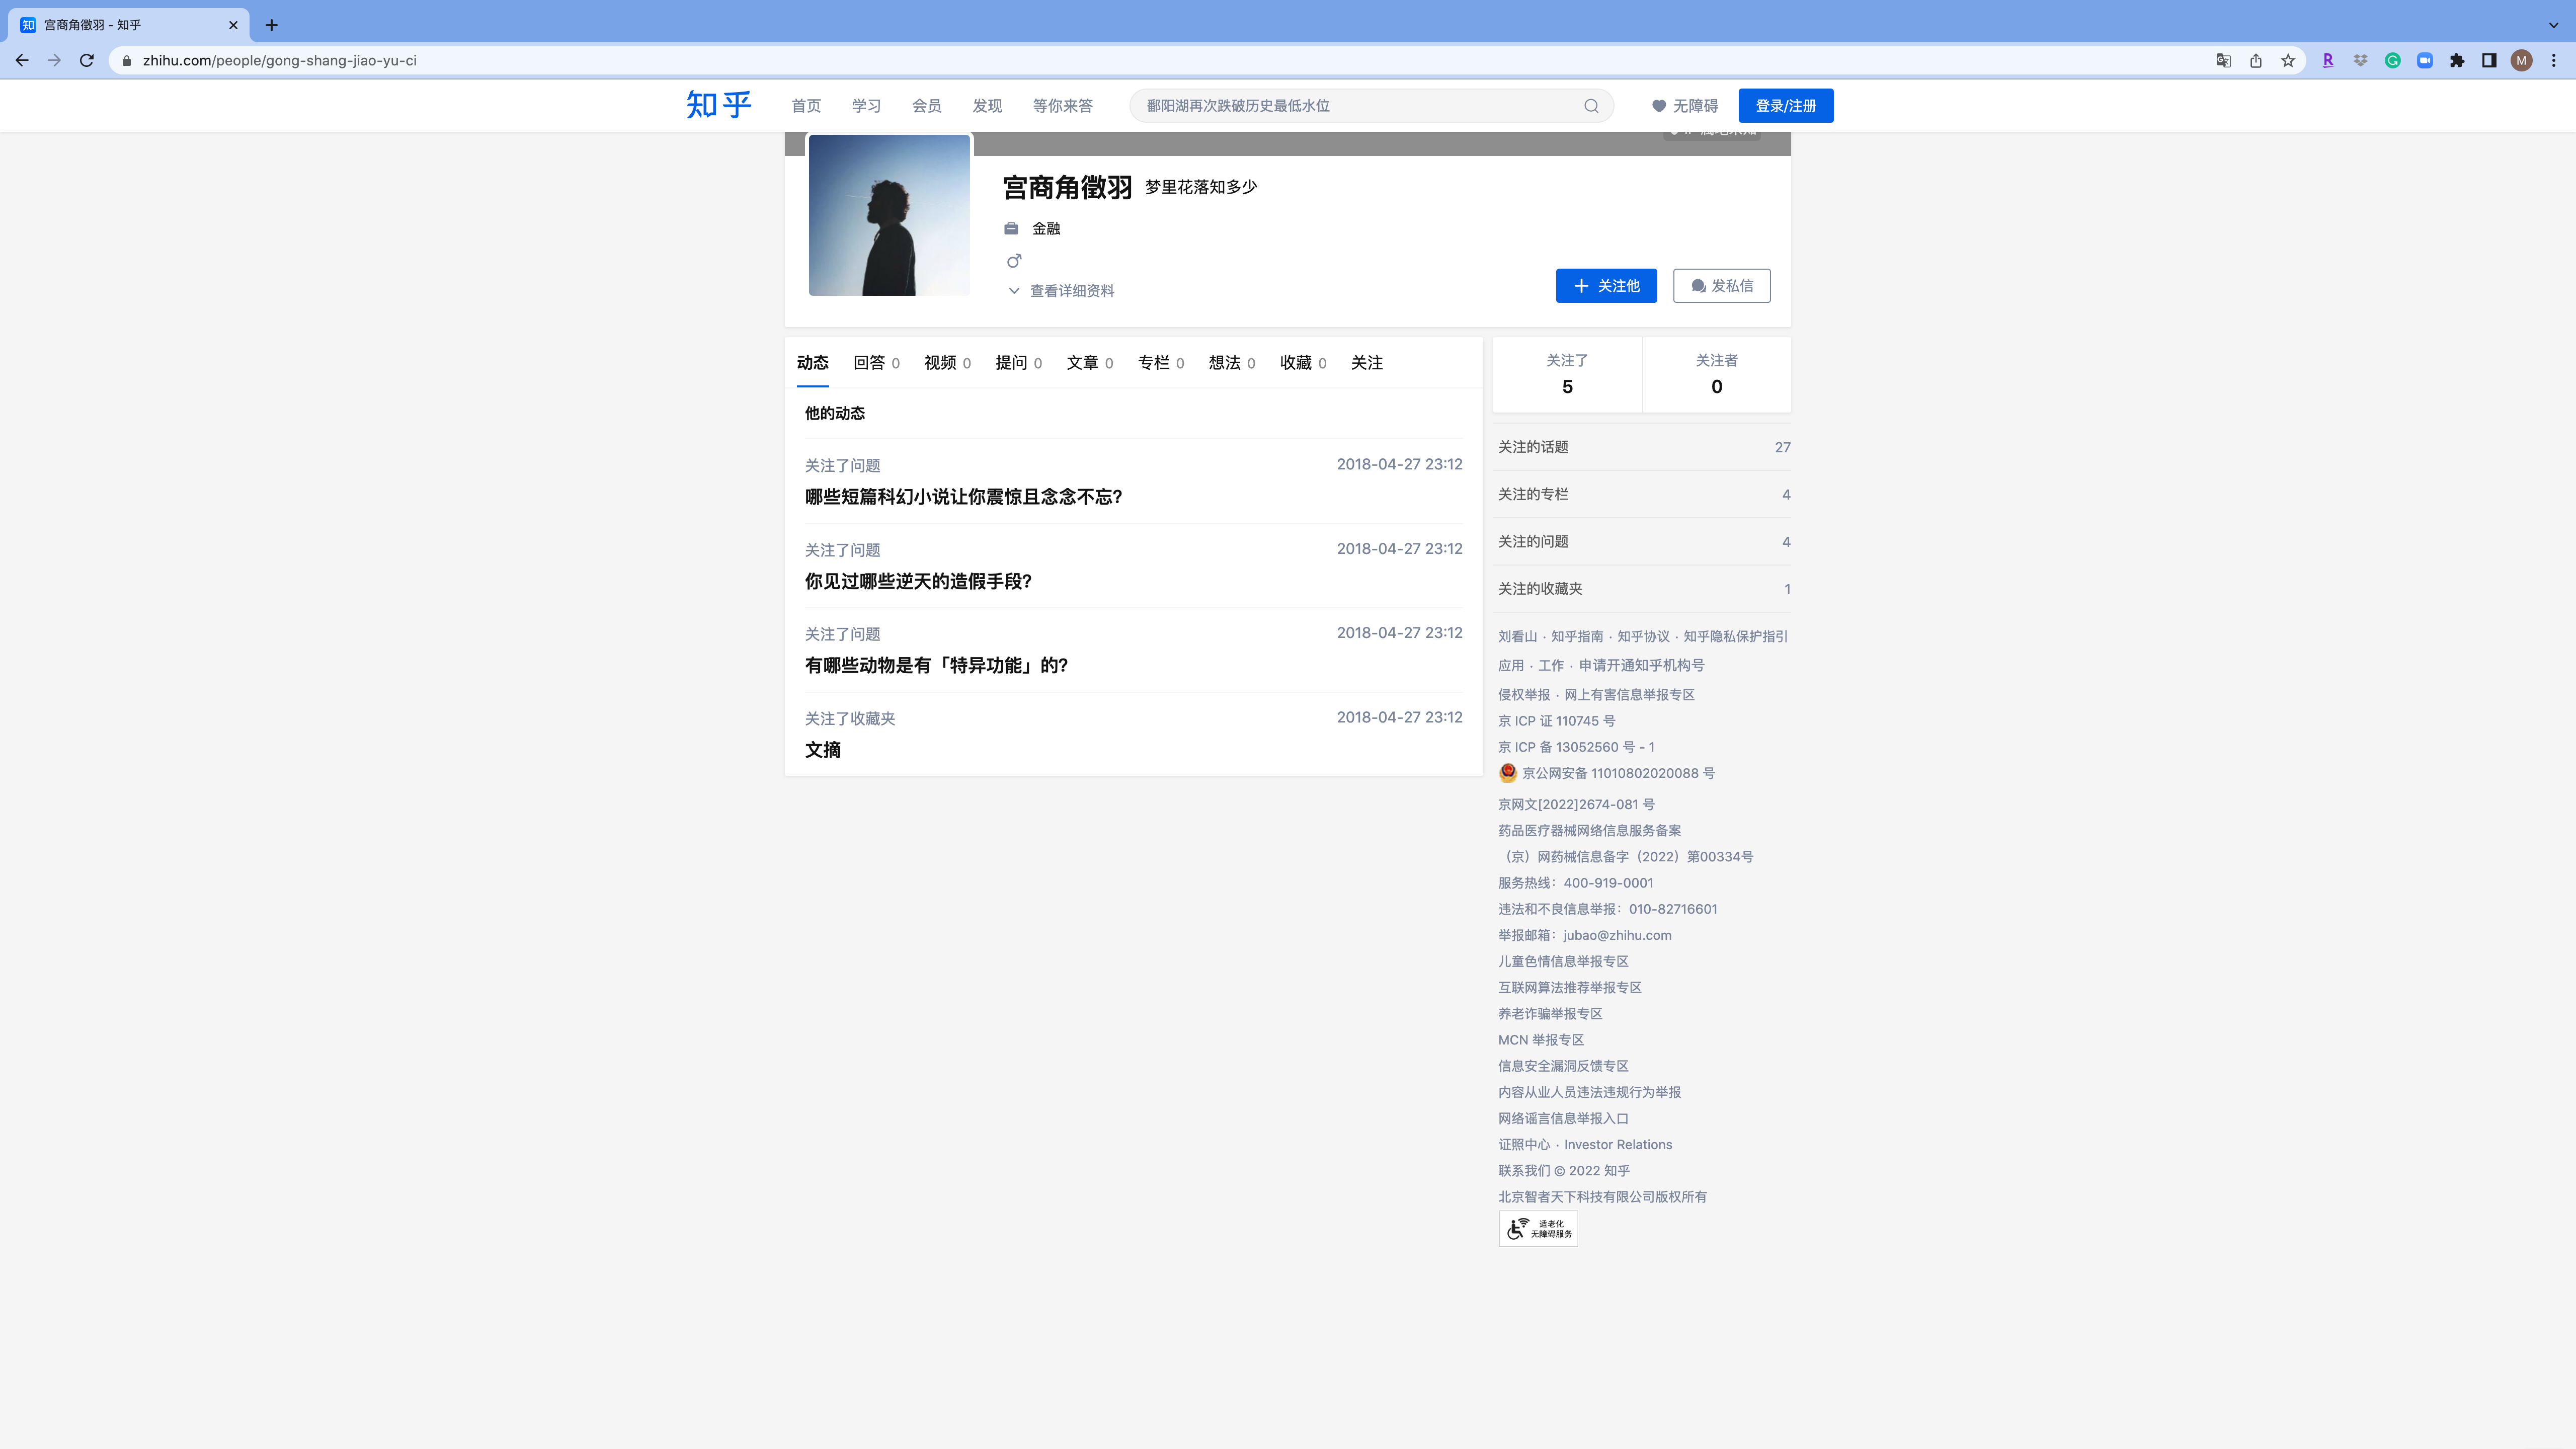 知 宫商角徵羽 - 知乎
zhihu.com/people/gong-shang-jiao-yu-ci
M
知乎 首页 学习 会员 发现 等你来答 鄱阳湖再次跌破历史最低水位 无障碍 登录/注册
宫商角徵羽 梦里花落知多少
金融
查看详细资料
关注他 发私信
动态 回答 0 视频 0 提问 0 文章 0 专栏 0 想法 0 收藏 0 关注
他的动态
关注了问题 2018-04-27 23:12
哪些短篇科幻小说让你震惊且念念不忘?
关注了问题 2018-04-27 23:12
你见过哪些逆天的造假手段?
关注了问题 2018-04-27 23:12
有哪些动物是有「特异功能」的?
关注了收藏夹 2018-04-27 23:12
文摘
关注了 关注者
5 0
关注的话题 27
关注的专栏 4
关注的问题 4
关注的收藏夹 1
刘看山 · 知乎指南 · 知乎协议 · 知乎隐私保护指引
应用 · 工作 · 申请开通知乎机构号
侵权举报 · 网上有害信息举报专区
京 ICP 证 110745 号
京 ICP 备 13052560 号 - 1
京公网安备 11010802020088 号
京网文[2022]2674-081 号
药品医疗器械网络信息服务备案
（京）网药械信息备字（2022）第00334号
服务热线：400-919-0001
违法和不良信息举报：010-82716601
举报邮箱：jubao@zhihu.com
儿童色情信息举报专区
互联网算法推荐举报专区
养老诈骗举报专区
MCN 举报专区
信息安全漏洞反馈专区
内容从业人员违法违规行为举报
网络谣言信息举报入口
证照中心 · Investor Relations
联系我们 © 2022 知乎
北京智者天下科技有限公司版权所有
适老化
无障碍服务